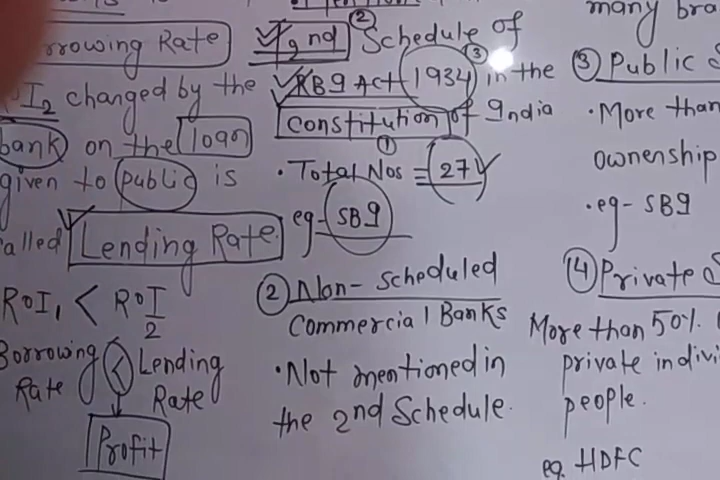 rrowing Rate
RoI2 changed by the
bank on the loan
given to public is
alled Lending Rate.
RoI1 < RoI2
Borrowing Rate < Lending Rate
Profit
2nd Schedule of
RBI Act 1934 in the
Constitution of India
• Total Nos = 27
eg- SBI
② Non-scheduled
Commercial Banks
• Not mentioned in
the 2nd Schedule.
many bra
③ Public S
• More than
ownership
• eg- SBI
④ Private S
More than 50%
private indivi
people.
eg. HDFC